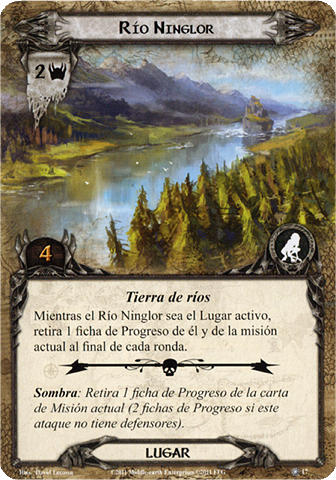 Río Ninglor
2
4
Tierra de ríos
Mientras el Río Ninglor sea el Lugar activo,
retira 1 ficha de Progreso de él y de la misión
actual al final de cada ronda.
Sombra: Retira 1 ficha de Progreso de la carta
de Misión actual (2 fichas de Progreso si este
ataque no tiene defensores).
LUGAR
©2011 Middle-earth Enterprises ©2011 FFG